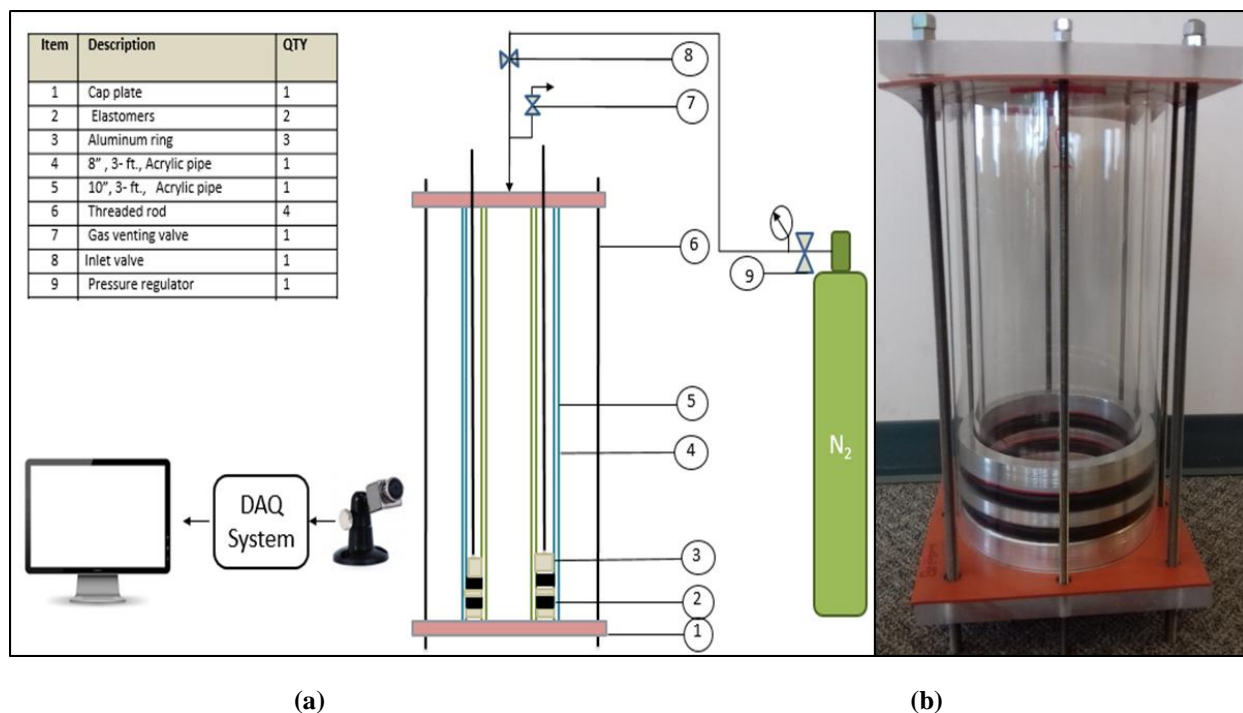 Item Description QTY
1 Cap plate 1
2 Elastomers 2
3 Aluminum ring 3
4 8” , 3- ft., Acrylic pipe 1
5 10”, 3- ft., Acrylic pipe 1
6 Threaded rod 4
7 Gas venting valve 1
8 Inlet valve 1
9 Pressure regulator 1
8
7
6
9
5
4
N2
DAQ
System
3
2
1
(a) (b)